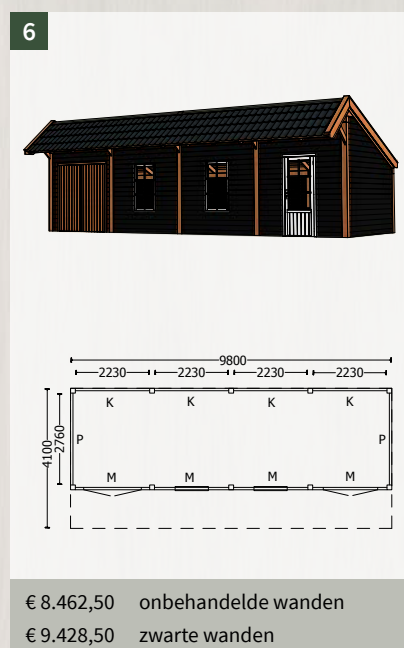 6
9800
2230 2230 2230 2230
K K K K
4100 2760 P P
M M M M
€ 8.462,50 onbehandelde wanden
€ 9.428,50 zwarte wanden